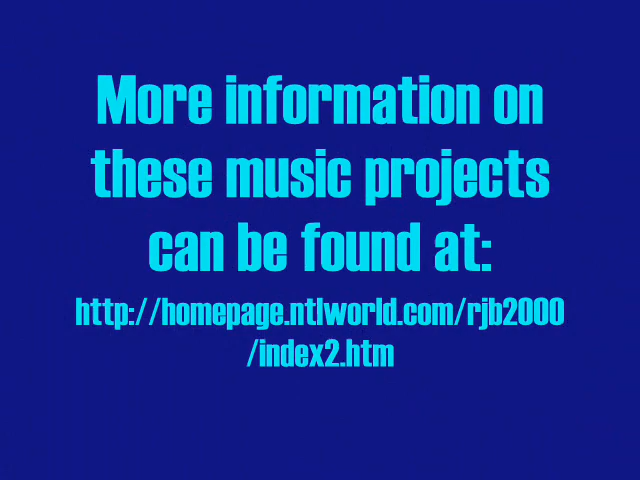 More information on
these music projects
can be found at:
http://homepage.ntlworld.com/rjb2000
/index2.htm